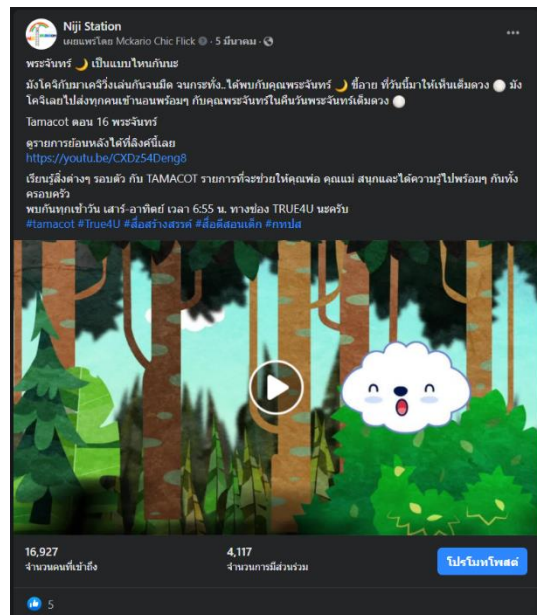 Niji Station
เผยแพร่โดย Mckario Chic Flick · 5 มีนาคม ·
พระจันทร์ 🌙 เป็นแบบไหนกันนะ
มังโคจิกับมาเคจิวิ่งเล่นกันจนมืด จนกระทั่ง..ได้พบกับคุณพระจันทร์ 🌙 ขี้อาย ที่วันนี้มาให้เห็นเต็มดวง 🌕 มัง
โคจิเลยไปส่งทุกคนเข้านอนพร้อมๆ กับคุณพระจันทร์ในคืนวันพระจันทร์เต็มดวง 🌕
Tamacot ตอน 16 พระจันทร์
ดูรายการย้อนหลังได้ที่ลิงค์นี้เลย
https://youtu.be/CXDz54Deng8
เรียนรู้สิ่งต่างๆ รอบตัว กับ TAMACOT รายการที่จะช่วยให้คุณพ่อ คุณแม่ สนุกและได้ความรู้ไปพร้อมๆ กันทั้ง
ครอบครัว
พบกันทุกเช้าวัน เสาร์-อาทิตย์ เวลา 6:55 น. ทางช่อง TRUE4U นะครับ
#tamacot #True4U #สื่อสร้างสรรค์ #สื่อดีสอนเด็ก #กทปส
16,927
จำนวนคนที่เข้าถึง
4,117
จำนวนการมีส่วนร่วม
โปรโมทโพสต์
5